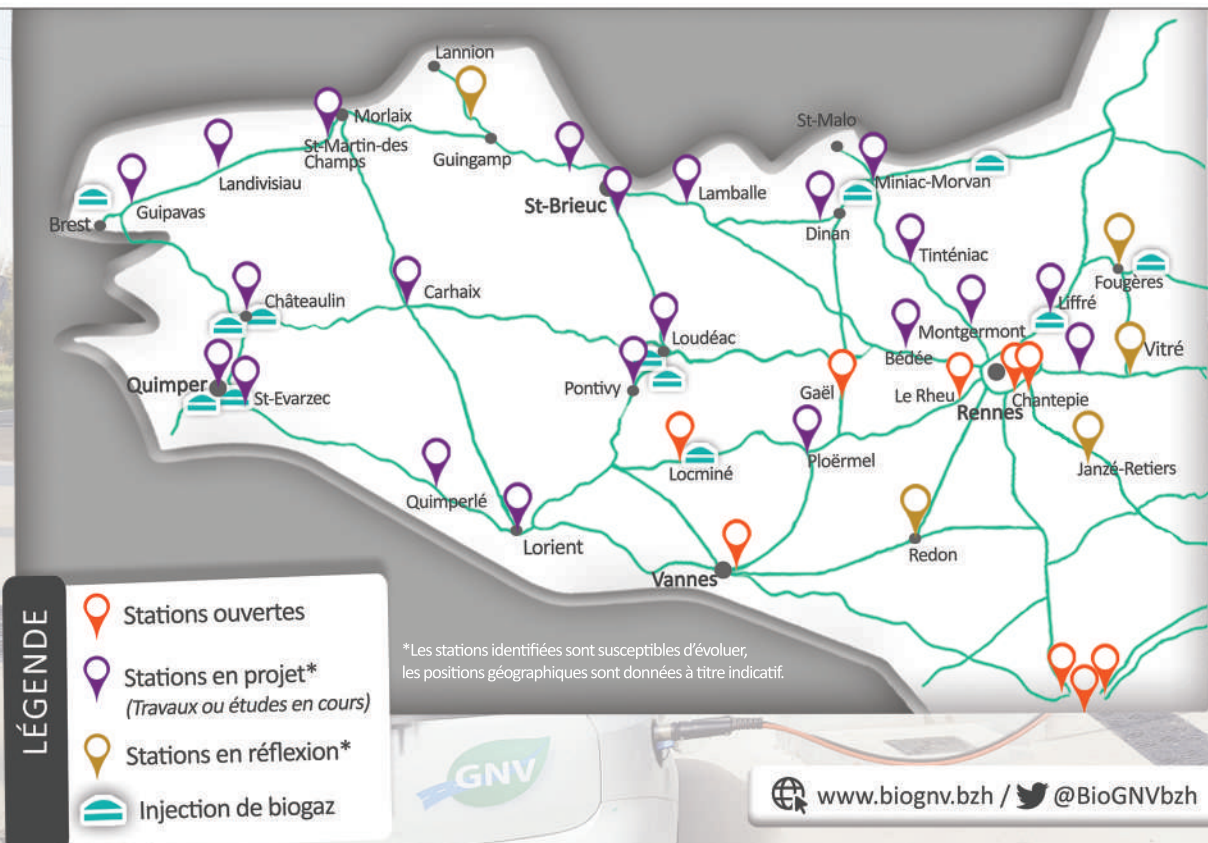 Lannion
Morlaix
St-Martin-des
Champs
Guingamp
St-Malo
Landivisiau
Guipavas
Brest
St-Brieuc
Lamballe
Miniac-Morvan
Dinan
Tinténiac
Fougères
Châteaulin
Carhaix
Liffré
Loudéac
Montgermont
Bédée
Vitré
Quimper
St-Evarzec
Pontivy
Gaël
Le Rheu
Rennes
Chantepie
Locminé
Ploërmel
Janzé-Retiers
Quimperlé
Lorient
Redon
Vannes
LÉGENDE
Stations ouvertes
Stations en projet*
(Travaux ou études en cours)
Stations en réflexion*
Injection de biogaz
*Les stations identifiées sont susceptibles d'évoluer,
les positions géographiques sont données à titre indicatif.
GNV
www.biognv.bzh / @BioGNVbzh